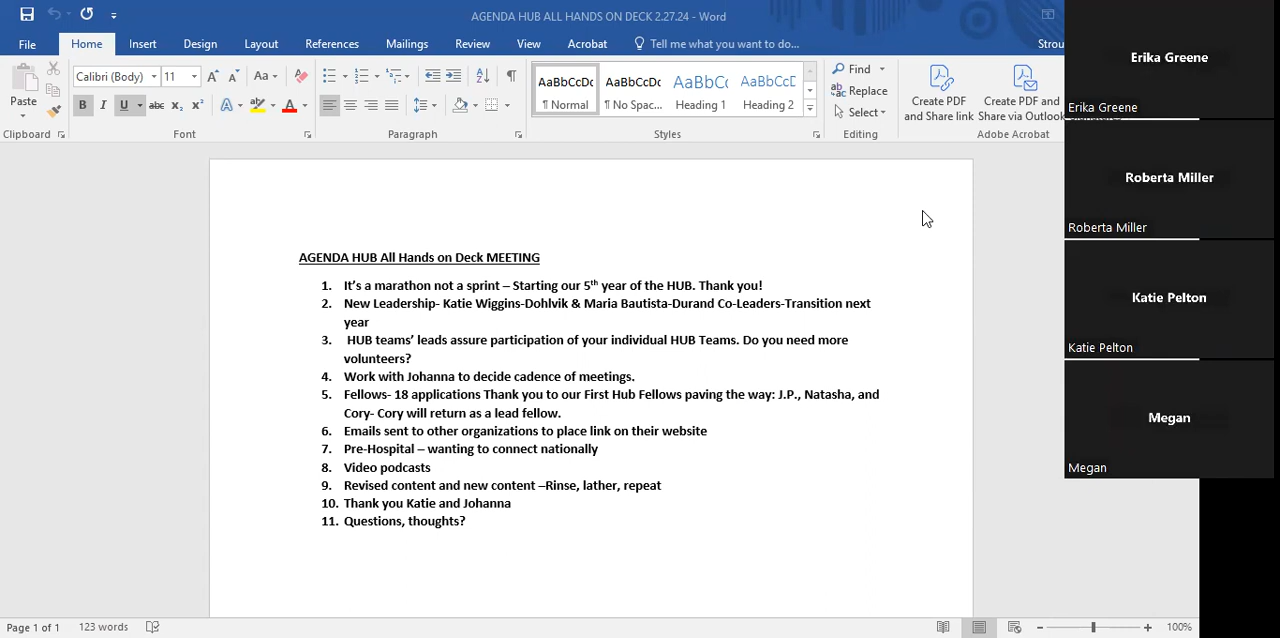 AGENDA HUB ALL HANDS ON DECK 2.27.24 - Word
File Home Insert Design Layout References Mailings Review View Acrobat Tell me what you want to do... Strou
Calibri (Body) 11 Aa Find
Paste B I U abc x₂ x² A A
AaBbCcDc AaBbCcDc AaBbCc AaBbCcD
¶ Normal ¶ No Spac... Heading 1 Heading 2
Replace
Select
Create PDF and Share link
Create PDF and Share via Outlook
Clipboard Font Paragraph Styles Editing Adobe Acrobat
AGENDA HUB All Hands on Deck MEETING
1. It's a marathon not a sprint – Starting our 5th year of the HUB. Thank you!
2. New Leadership- Katie Wiggins-Dohlvik & Maria Bautista-Durand Co-Leaders-Transition next
year
3. HUB teams' leads assure participation of your individual HUB Teams. Do you need more
volunteers?
4. Work with Johanna to decide cadence of meetings.
5. Fellows- 18 applications Thank you to our First Hub Fellows paving the way: J.P., Natasha, and
Cory- Cory will return as a lead fellow.
6. Emails sent to other organizations to place link on their website
7. Pre-Hospital – wanting to connect nationally
8. Video podcasts
9. Revised content and new content –Rinse, lather, repeat
10. Thank you Katie and Johanna
11. Questions, thoughts?
Erika Greene
Erika Greene
Roberta Miller
Roberta Miller
Katie Pelton
Katie Pelton
Megan
Megan
Page 1 of 1 123 words 100%